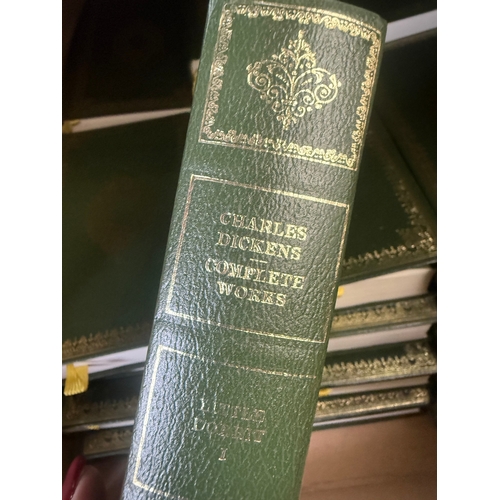 CHARLES
DICKENS
COMPLETE
WORKS
LITTLE
DORRIT
I